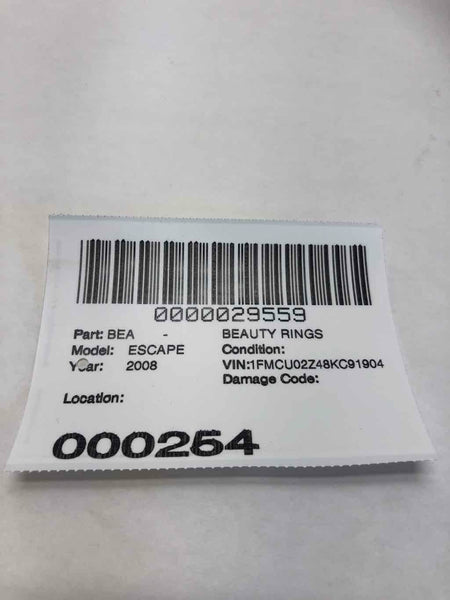 0000029559
Part: BEA - BEAUTY RINGS
Model: ESCAPE Condition:
Year: 2008 VIN:1FMCU02Z48KC91904
Damage Code:
Location:
000254